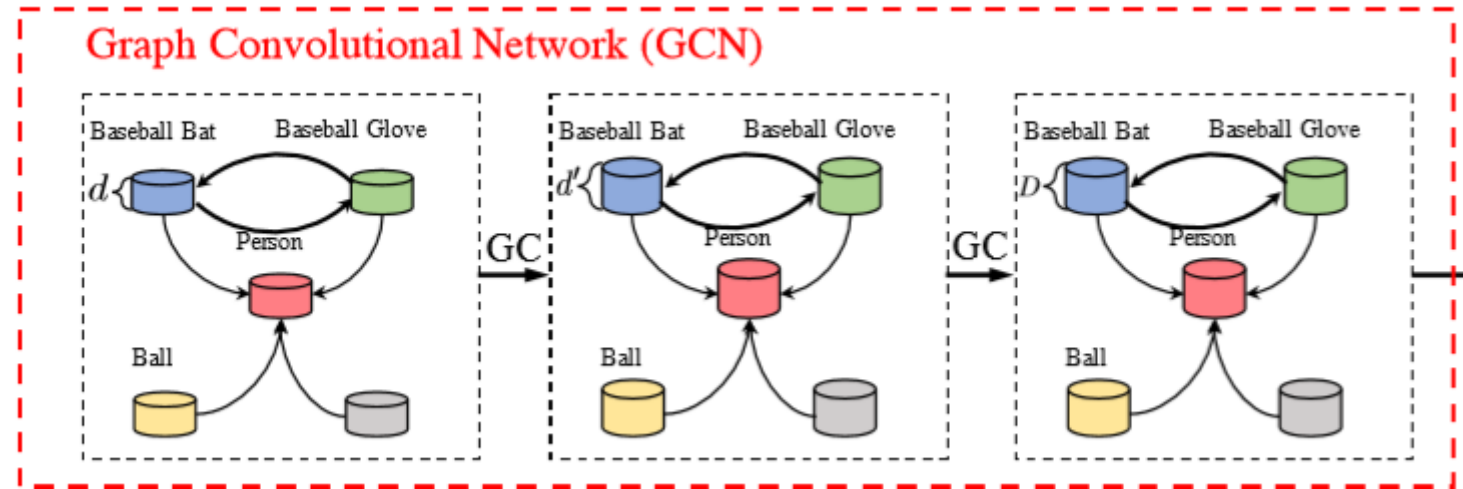 Graph Convolutional Network (GCN)
Baseball Bat
Baseball Glove
d
Person
Ball
GC
Baseball Bat
Baseball Glove
d′
Person
Ball
GC
Baseball Bat
Baseball Glove
D
Person
Ball